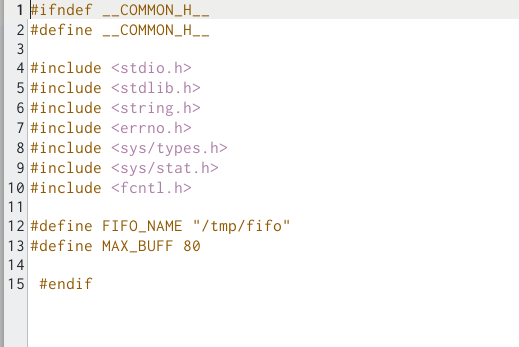 1 #ifndef __COMMON_H__
2 #define __COMMON_H__
3
4 #include <stdio.h>
5 #include <stdlib.h>
6 #include <string.h>
7 #include <errno.h>
8 #include <sys/types.h>
9 #include <sys/stat.h>
10 #include <fcntl.h>
11
12 #define FIFO_NAME "/tmp/fifo"
13 #define MAX_BUFF 80
14
15  #endif